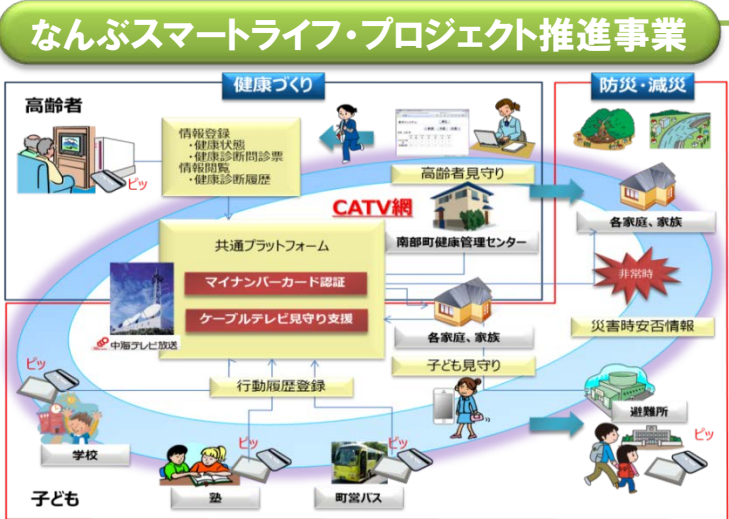 なんぶスマートライフ・プロジェクト推進事業
健康づくり
防災・減災
高齢者
情報登録
・健康状態
・健康診断問診票
情報閲覧
・健康診断履歴
ピッ
高齢者見守り
CATV網
南部町健康管理センター
各家庭、家族
共通プラットフォーム
マイナンバーカード認証
ケーブルテレビ見守り支援
中海テレビ放送
非常時
災害時安否情報
各家庭、家族
子ども見守り
行動履歴登録
ピッ
学校
ピッ
塾
ピッ
町営バス
避難所
ピッ
子ども